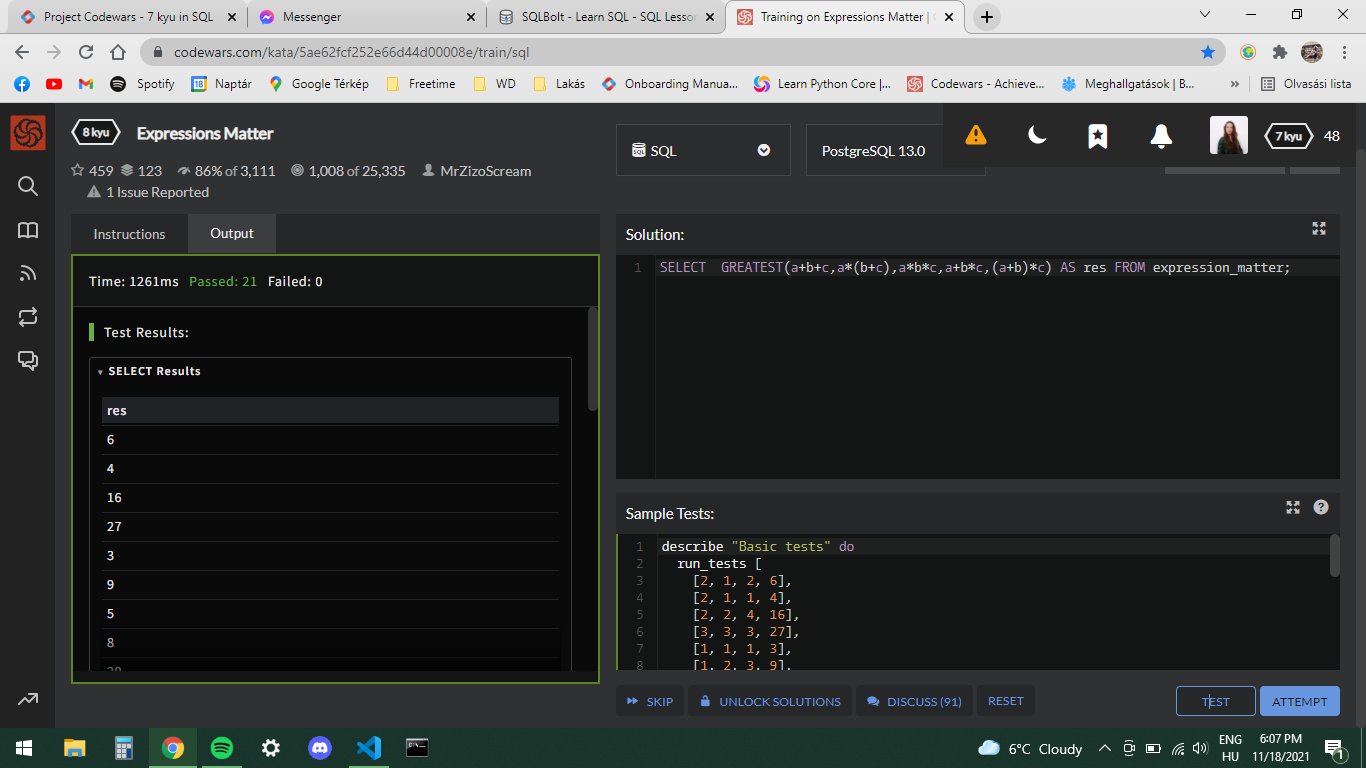 Project Codewars - 7 kyu in SQL
Messenger
SQLBolt - Learn SQL - SQL Lesso
Training on Expressions Matter |
codewars.com/kata/5ae62fcf252e66d44d00008e/train/sql
Spotify
18
Naptár
Google Térkép
Freetime
WD
Lakás
Onboarding Manua...
Learn Python Core |...
Codewars - Achieve...
Meghallgatások | B...
»
Olvasási lista
8 kyu
Expressions Matter
SQL
PostgreSQL 13.0
7 kyu
48
459
123
86% of 3,111
1,008 of 25,335
MrZizoScream
1 Issue Reported
Instructions
Output
Time: 1261ms Passed: 21 Failed: 0
Test Results:
SELECT Results
res
6
4
16
27
3
9
5
8
Solution:
1 SELECT  GREATEST(a+b+c,a*(b+c),a*b*c,a+b*c,(a+b)*c) AS res FROM expression_matter;
Sample Tests:
1 describe "Basic tests" do
2 run_tests [
3 [2, 1, 2, 6],
4 [2, 1, 1, 4],
5 [2, 2, 4, 16],
6 [3, 3, 3, 27],
7 [1, 1, 1, 3],
8 [1, 2, 3, 9],
SKIP
UNLOCK SOLUTIONS
DISCUSS (91)
RESET
TEST
ATTEMPT
6°C Cloudy
ENG
HU
6:07 PM
11/18/2021
1